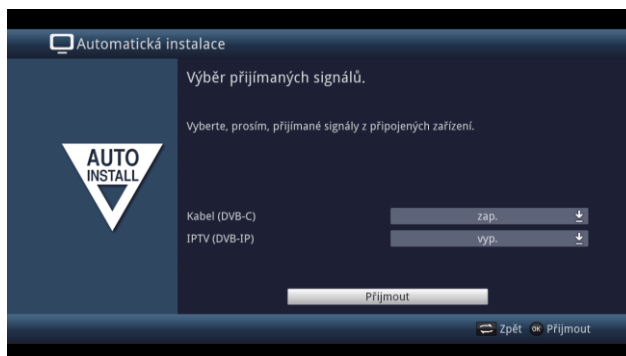 Automatická instalace
Výběr přijímaných signálů.
Vyberte, prosím, přijímané signály z připojených zařízení.
AUTO
INSTALL
Kabel (DVB-C) zap.
IPTV (DVB-IP) vyp.
Přijmout
Zpět OK Přijmout